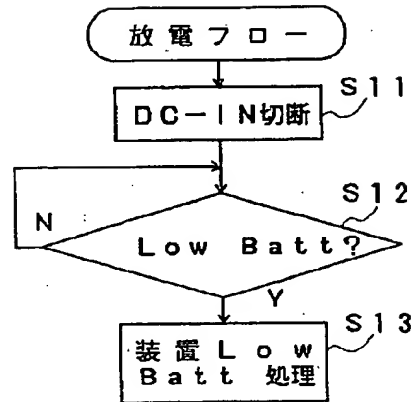 放電フロー
S11
DC-IN切断
S12
N
Low Batt?
Y
S13
装置Low
Batt 処理